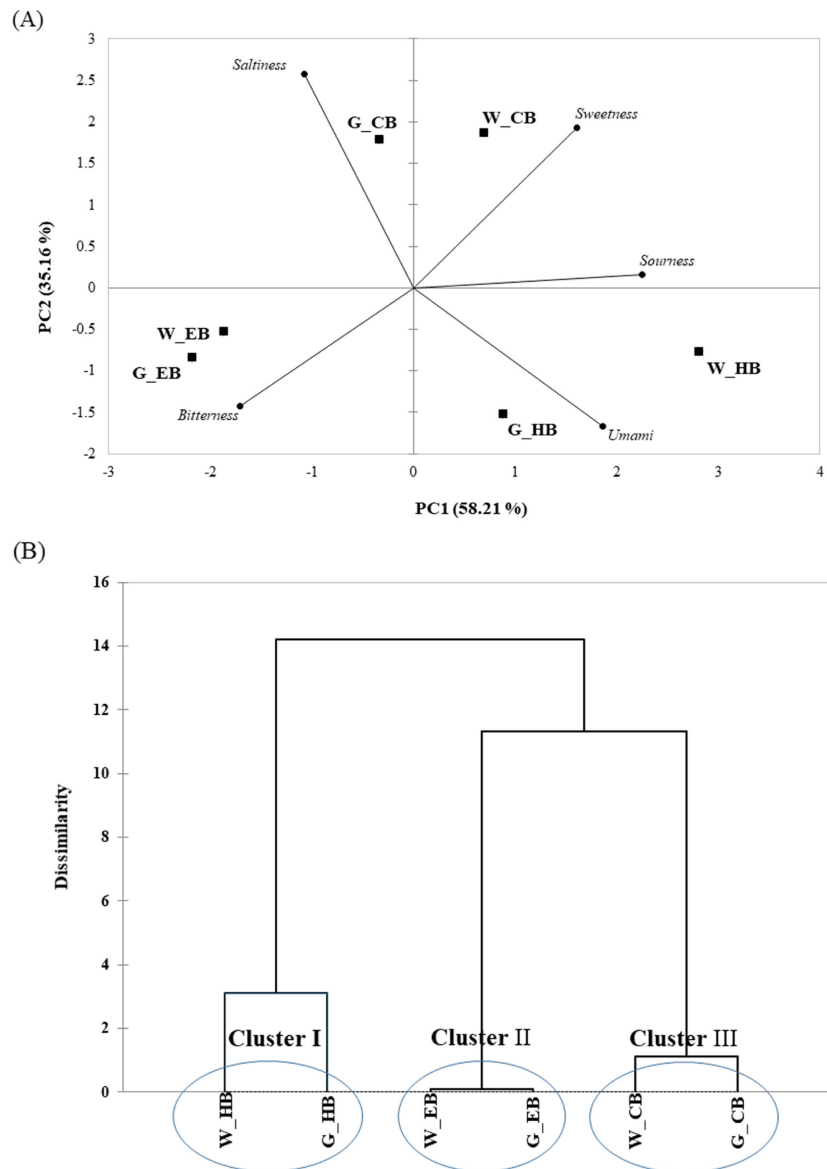 (A)
3
2.5
2
1.5
1
0.5
0
-0.5
-1
-1.5
-2
PC2 (35.16 %)
Saltiness
G_CB
W_CB
Sweetness
Sourness
W_EB
G_EB
Bitterness
W_HB
G_HB
Umami
-3 -2 -1 0 1 2 3 4
PC1 (58.21 %)
(B)
16
14
12
10
8
6
4
2
0
Dissimilarity
Cluster I Cluster II Cluster III
W_HB
G_HB
W_EB
G_EB
W_CB
G_CB